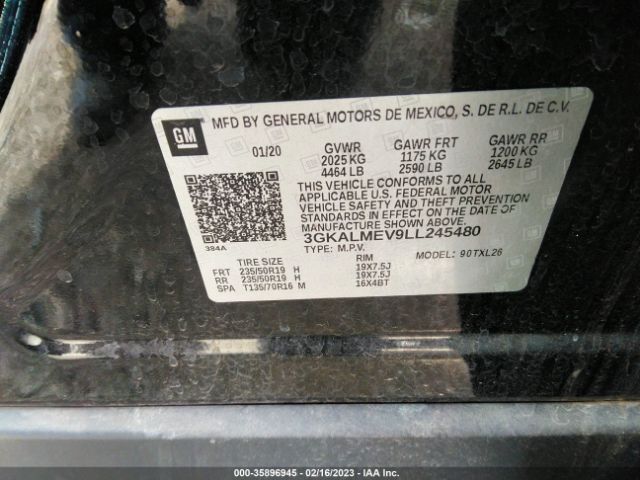 MFD BY GENERAL MOTORS DE MEXICO, S. DE R.L. DE C.V.
GM
01/20 GVWR GAWR FRT GAWR RR
2025 KG 1175 KG 1200 KG
4464 LB 2590 LB 2645 LB
THIS VEHICLE CONFORMS TO ALL
APPLICABLE U.S. FEDERAL MOTOR
VEHICLE SAFETY AND THEFT PREVENTION
STANDARDS IN EFFECT ON THE DATE OF
MANUFACTURE SHOWN ABOVE.
3GKALMEV9LL245480
384A
TYPE: M.P.V. MODEL: 90TXL26
TIRE SIZE RIM
FRT 235/50R19 H 19X7.5J
RR 235/50R19 H 19X7.5J
SPA T135/70R16 M 16X4BT
000-35896945 - 02/16/2023 - IAA Inc.